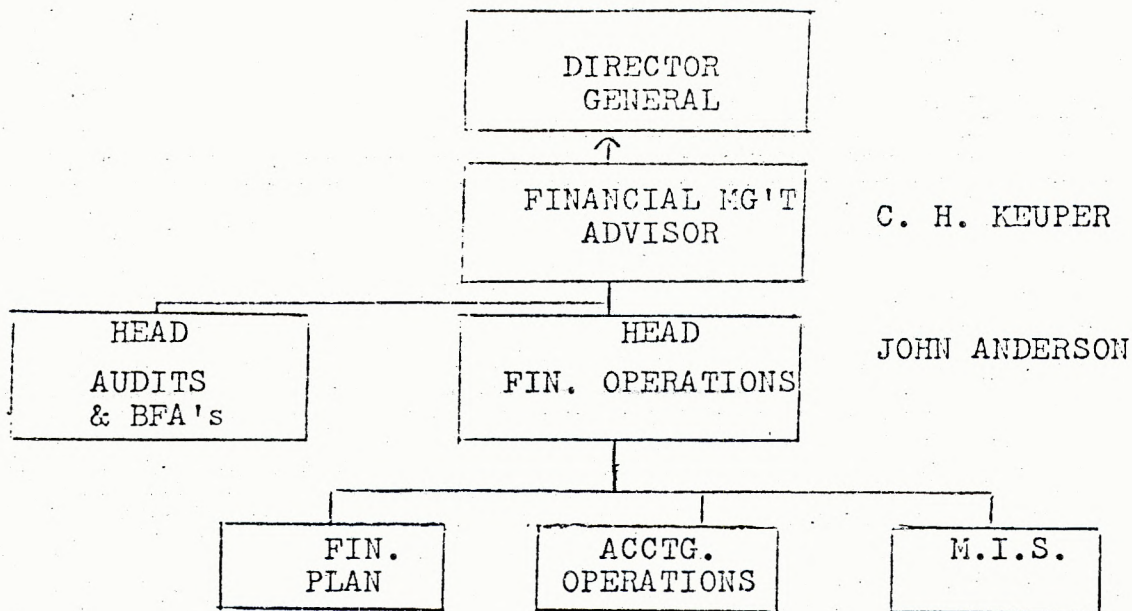 DIRECTOR
GENERAL
FINANCIAL MG'T
ADVISOR
C. H. KEUPER
HEAD
AUDITS
& BFA's
HEAD
FIN. OPERATIONS
JOHN ANDERSON
FIN.
PLAN
ACCTG.
OPERATIONS
M.I.S.